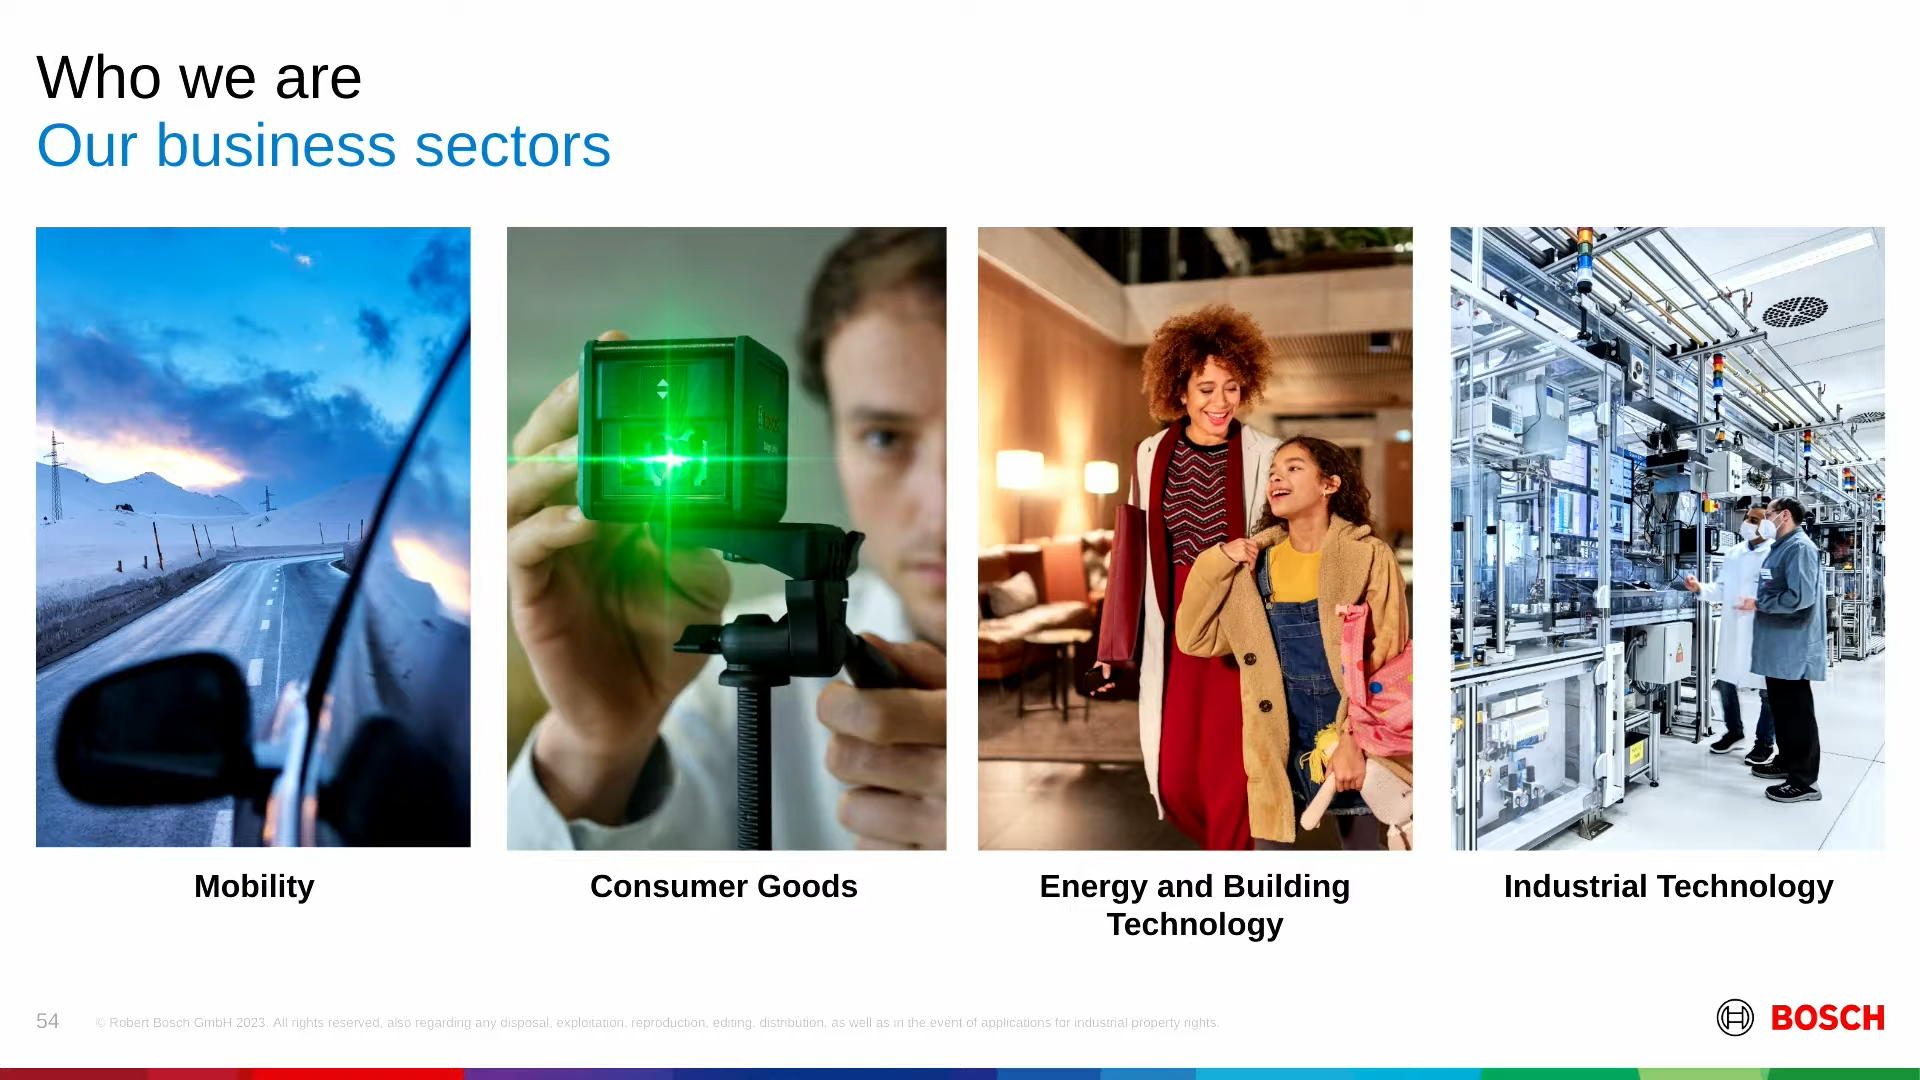 Who we are
Our business sectors
Mobility
Consumer Goods
Energy and Building
Technology
Industrial Technology
54
© Robert Bosch GmbH 2023. All rights reserved, also regarding any disposal, exploitation, reproduction, editing, distribution, as well as in the event of applications for industrial property rights.
BOSCH